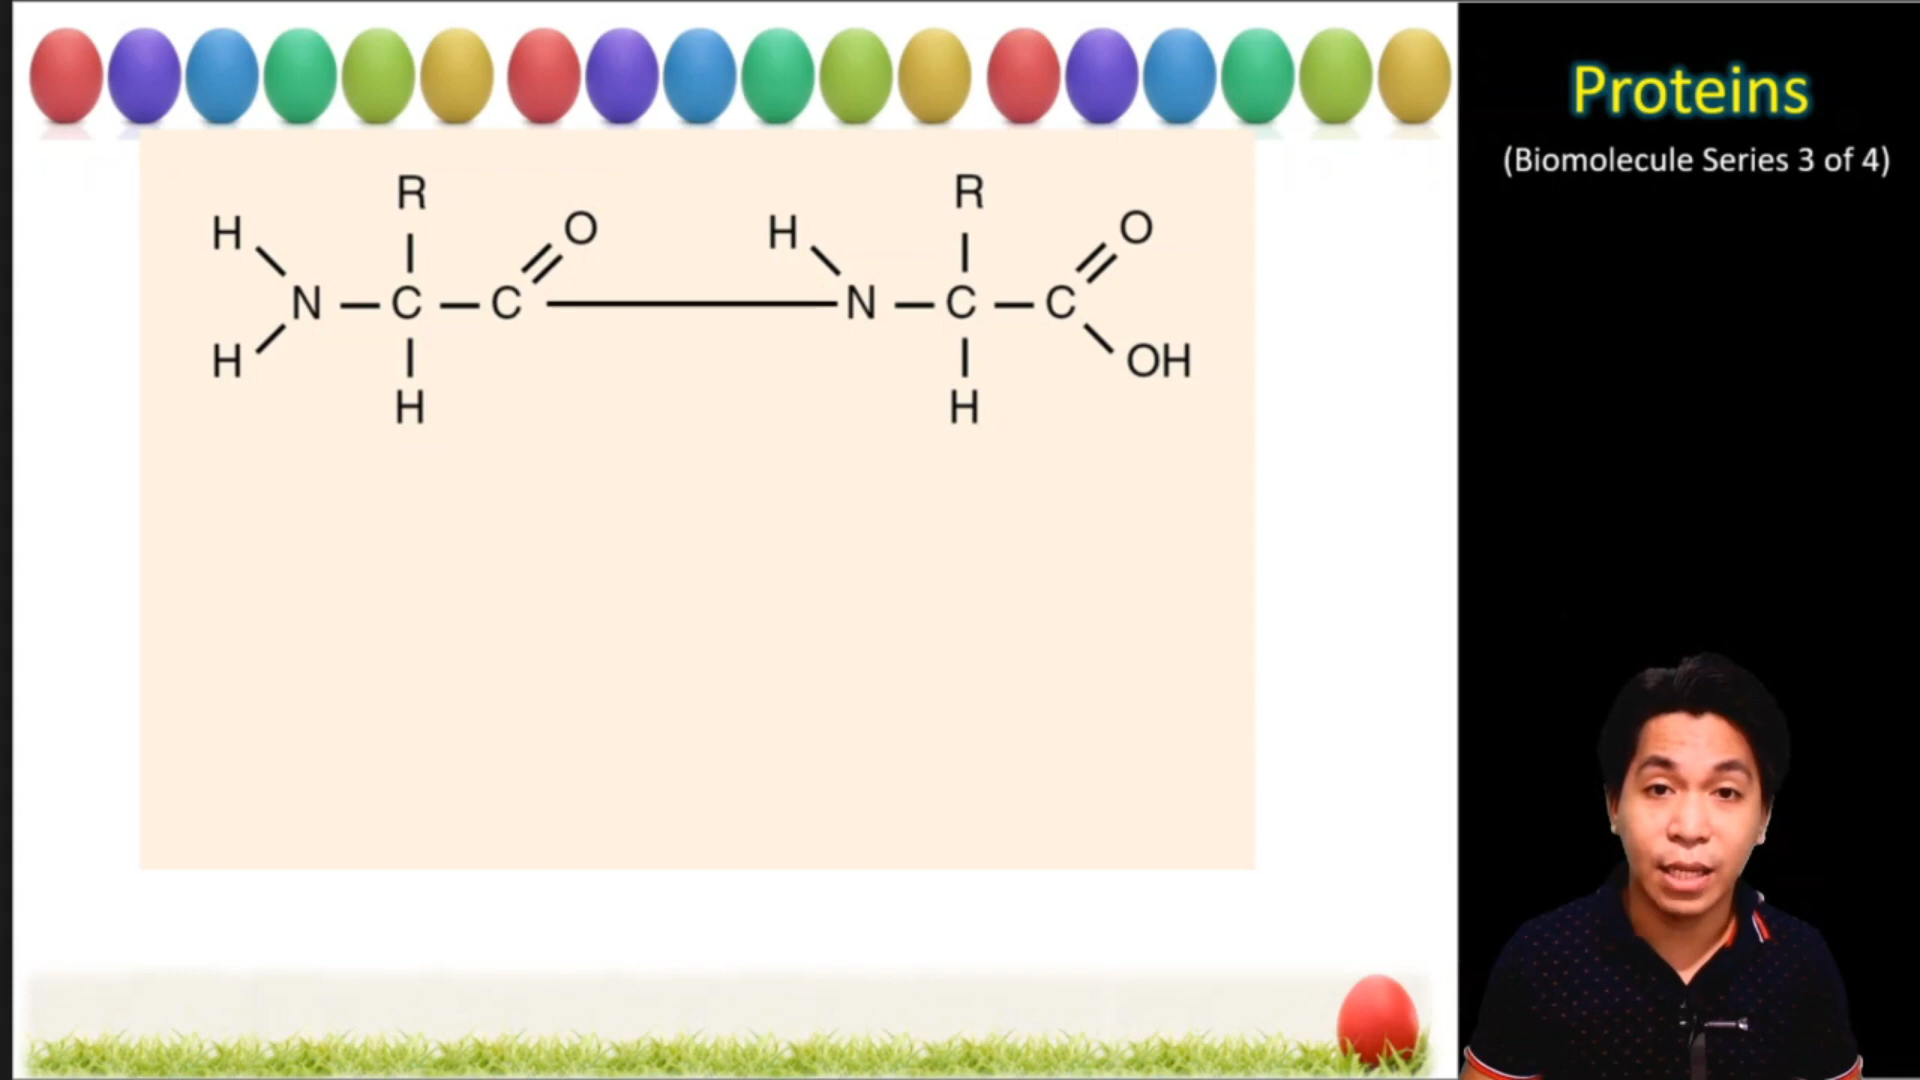 Proteins
(Biomolecule Series 3 of 4)
R R
H O H O
N C C N C C
H OH
H H